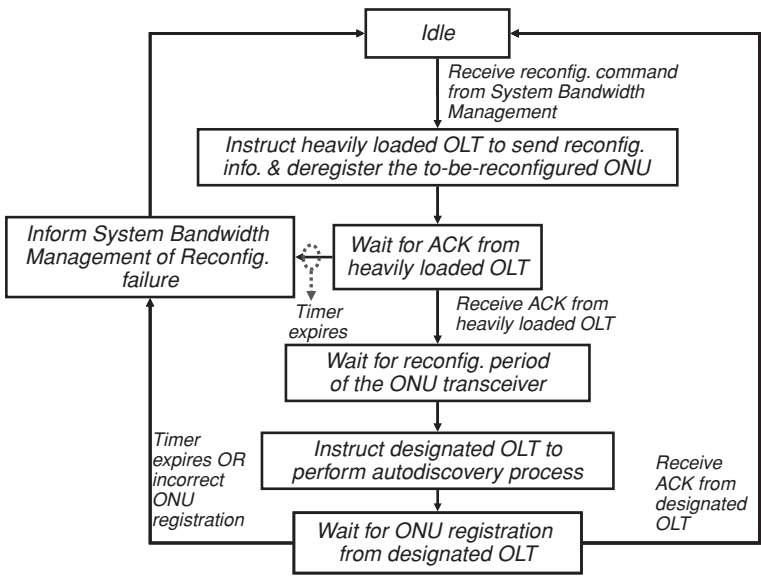 Idle
Receive reconfig. command
from System Bandwidth
Management
Instruct heavily loaded OLT to send reconfig.
info. & deregister the to-be-reconfigured ONU
Inform System Bandwidth
Management of Reconfig.
failure
Wait for ACK from
heavily loaded OLT
Timer
expires
Receive ACK from
heavily loaded OLT
Wait for reconfig. period
of the ONU transceiver
Instruct designated OLT to
perform autodiscovery process
Timer
expires OR
incorrect
ONU
registration
Receive
ACK from
designated
OLT
Wait for ONU registration
from designated OLT